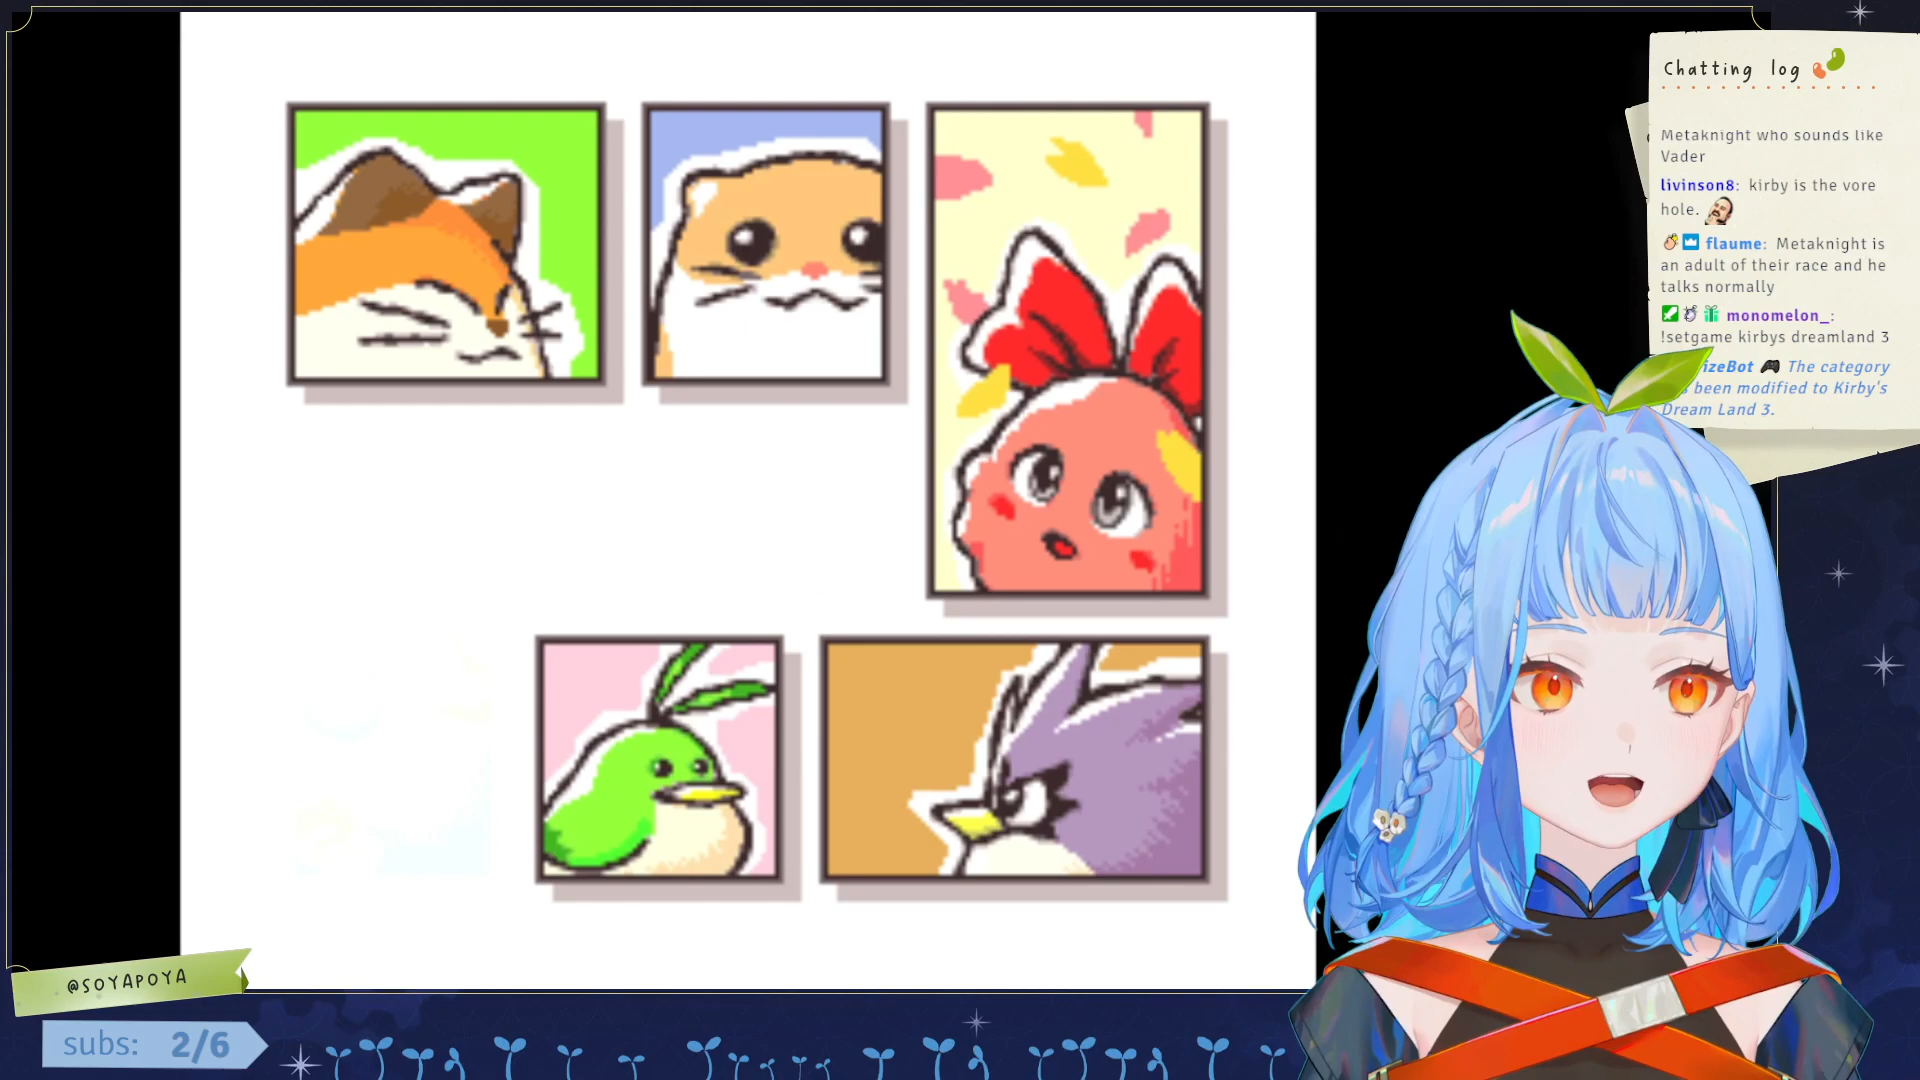 Chatting log
Metaknight who sounds like
Vader
livinson8: kirby is the vore
hole.
flaume: Metaknight is
an adult of their race and he
talks normally
monomelon_:
!setgame kirbys dreamland 3
izeBot The category
been modified to Kirby's
Dream Land 3.
@SOYAPOYA
subs: 2/6